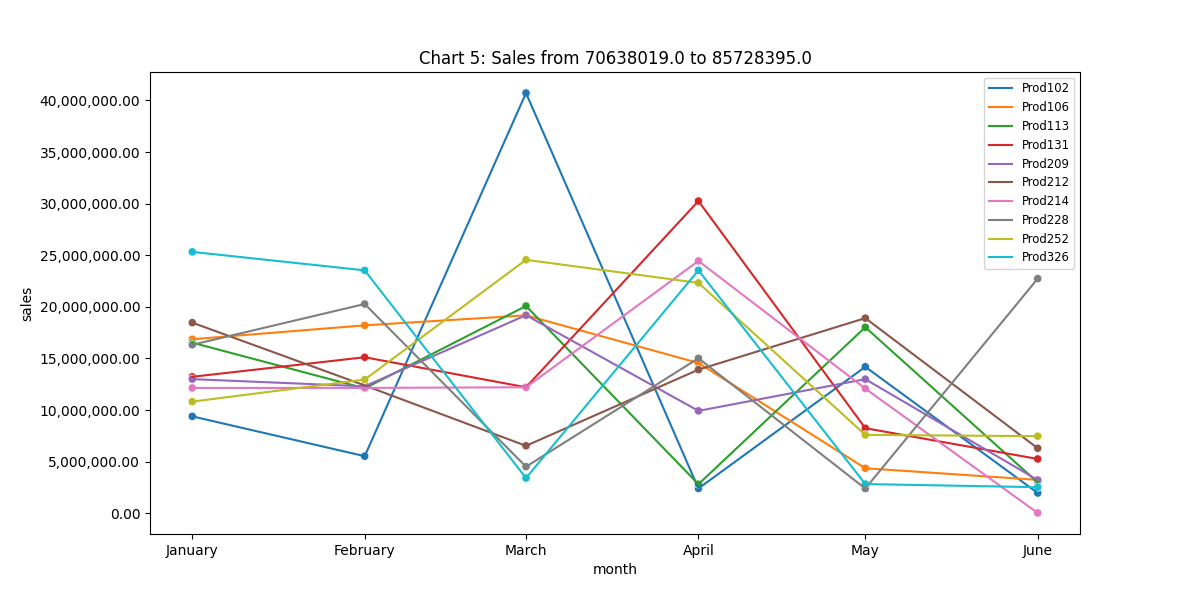 Chart 5: Sales from 70638019.0 to 85728395.0
40,000,000.00
35,000,000.00
30,000,000.00
25,000,000.00
20,000,000.00
15,000,000.00
10,000,000.00
5,000,000.00
0.00
sales
Prod102
Prod106
Prod113
Prod131
Prod209
Prod212
Prod214
Prod228
Prod252
Prod326
January February March April May June
month